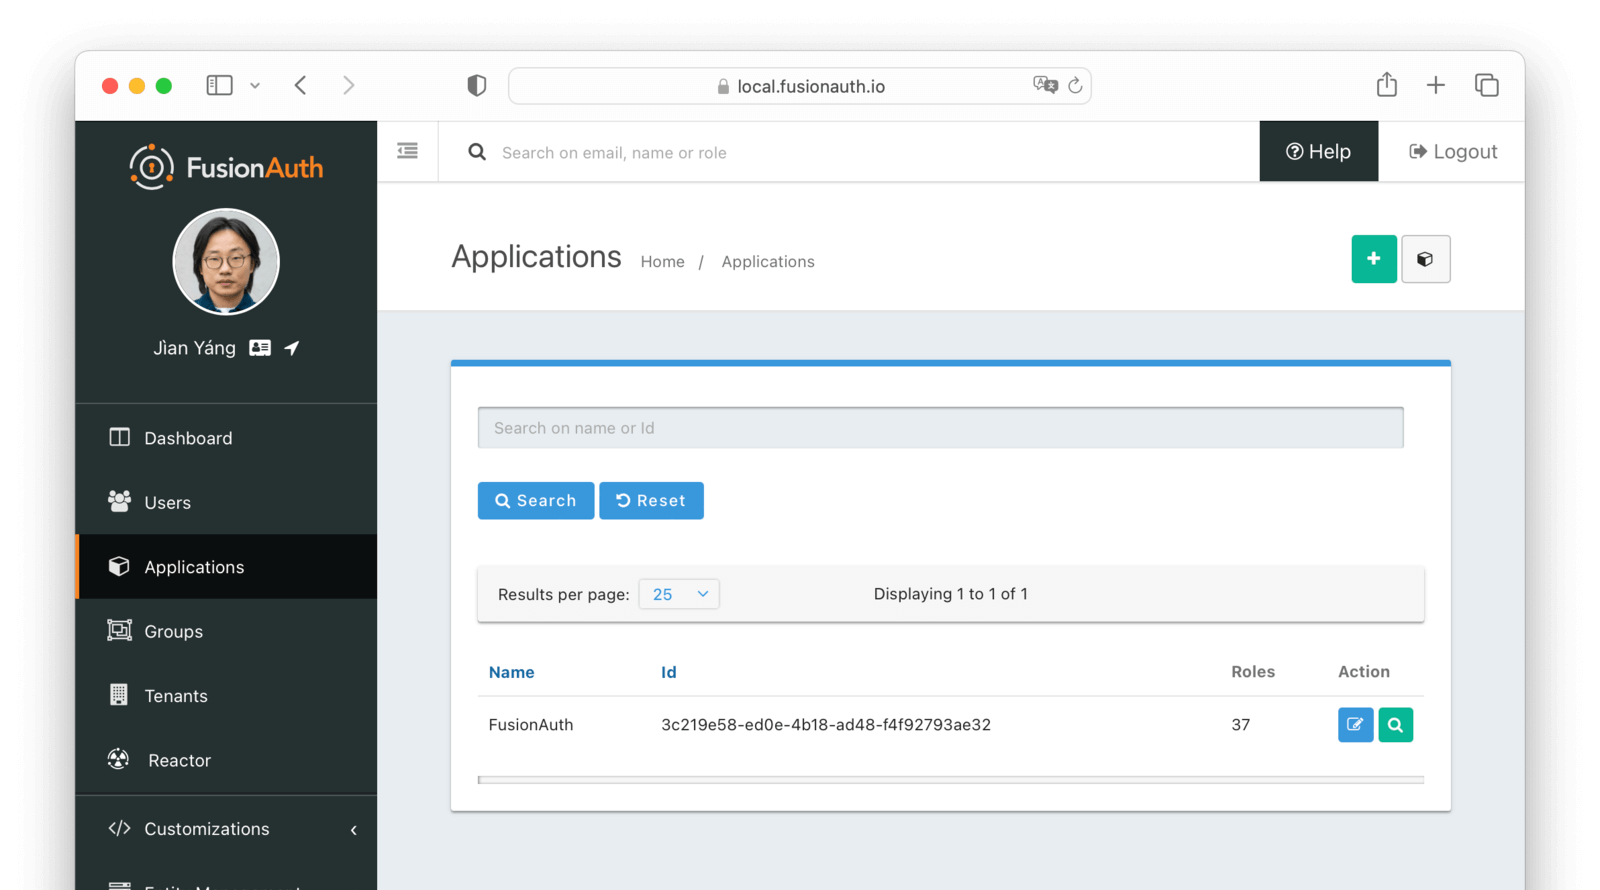 local.fusionauth.io
FusionAuth
Search on email, name or role
Help
Logout
Jìan Yáng
Applications
Home / Applications
Dashboard
Users
Applications
Groups
Tenants
Reactor
Customizations
Search on name or Id
Search
Reset
Results per page: 25
Displaying 1 to 1 of 1
Name Id Roles Action
FusionAuth 3c219e58-ed0e-4b18-ad48-f4f92793ae32 37